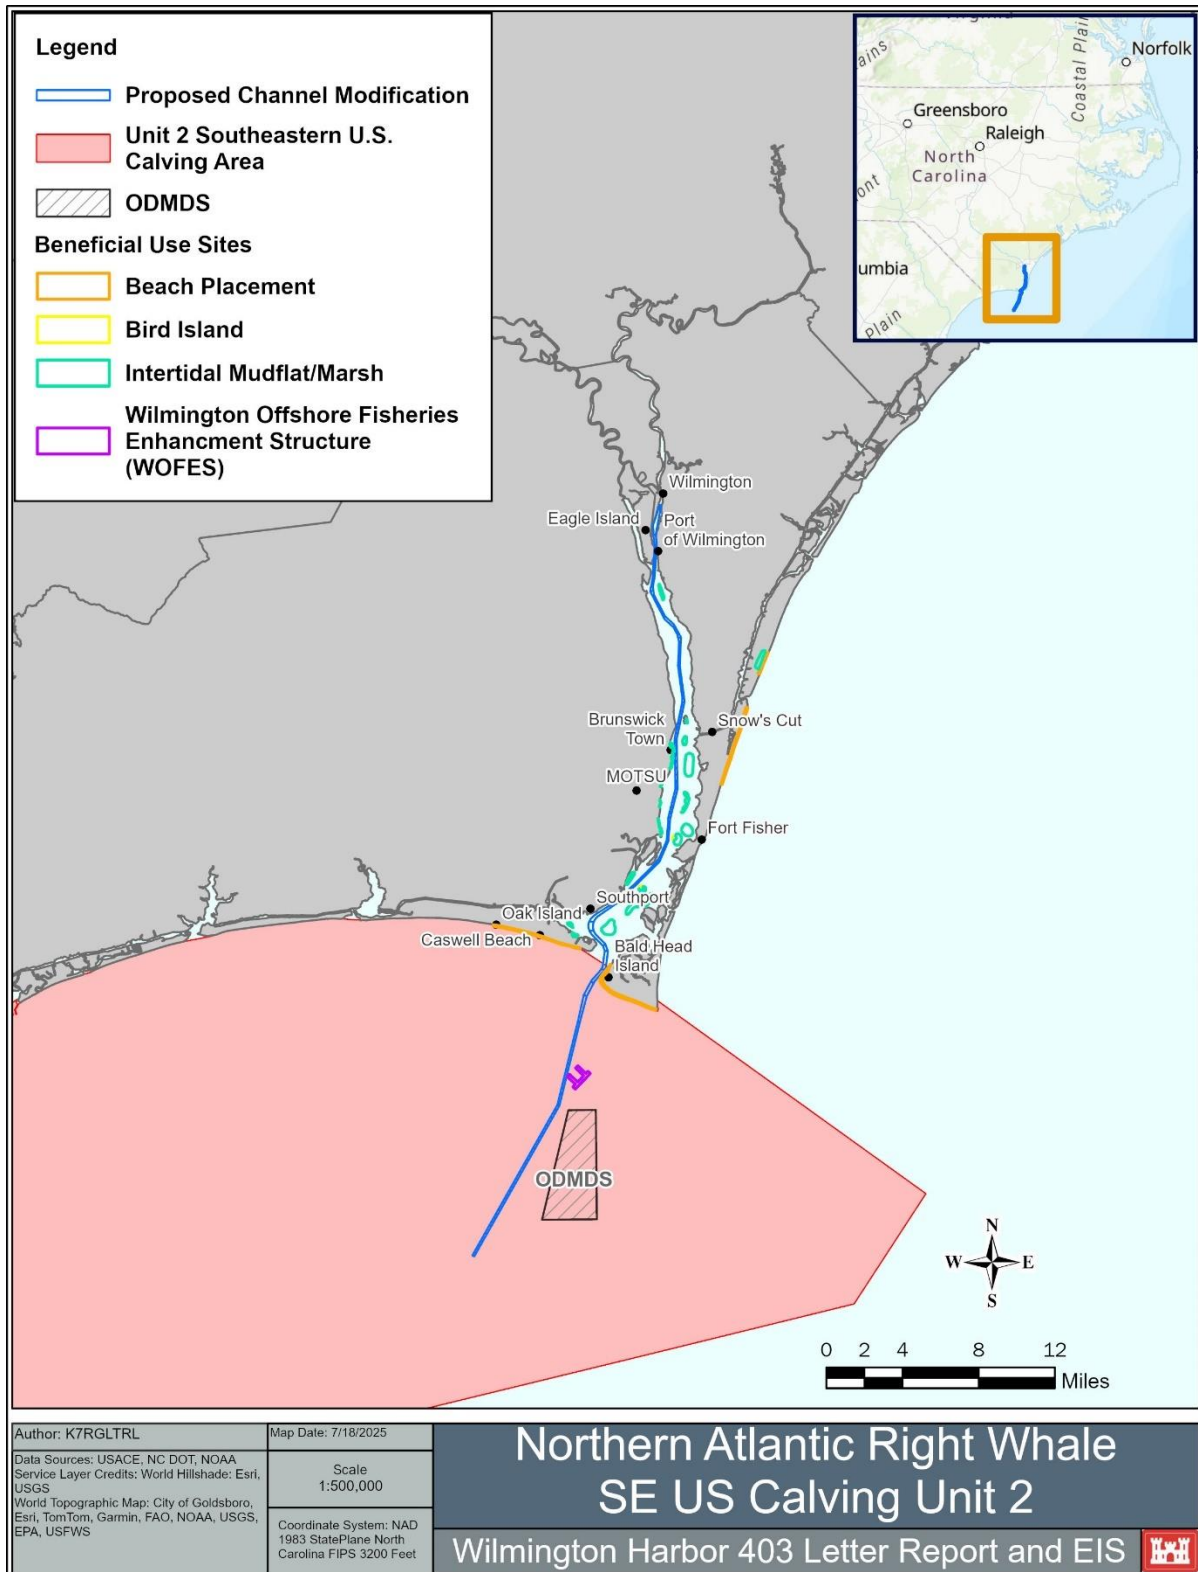 Legend
Proposed Channel Modification
Unit 2 Southeastern U.S.
Calving Area
ODMDS
Beneficial Use Sites
Beach Placement
Bird Island
Intertidal Mudflat/Marsh
Wilmington Offshore Fisheries
Enhancment Structure
(WOFES)
Norfolk
Coastal Plain
Greensboro
Raleigh
North
Carolina
umbia
Plain
Wilmington
Eagle Island
Port
of Wilmington
Brunswick
Town
Snow's Cut
MOTSU
Fort Fisher
Southport
Oak Island
Caswell Beach
Bald Head
Island
ODMDS
N
W E
S
0 2 4 8 12
Miles
Author: K7RGLTRL
Data Sources: USACE, NC DOT, NOAA
Service Layer Credits: World Hillshade: Esri,
USGS
World Topographic Map: City of Goldsboro,
Esri, TomTom, Garmin, FAO, NOAA, USGS,
EPA, USFWS
Map Date: 7/18/2025
Scale
1:500,000
Coordinate System: NAD
1983 StatePlane North
Carolina FIPS 3200 Feet
Northern Atlantic Right Whale
SE US Calving Unit 2
Wilmington Harbor 403 Letter Report and EIS